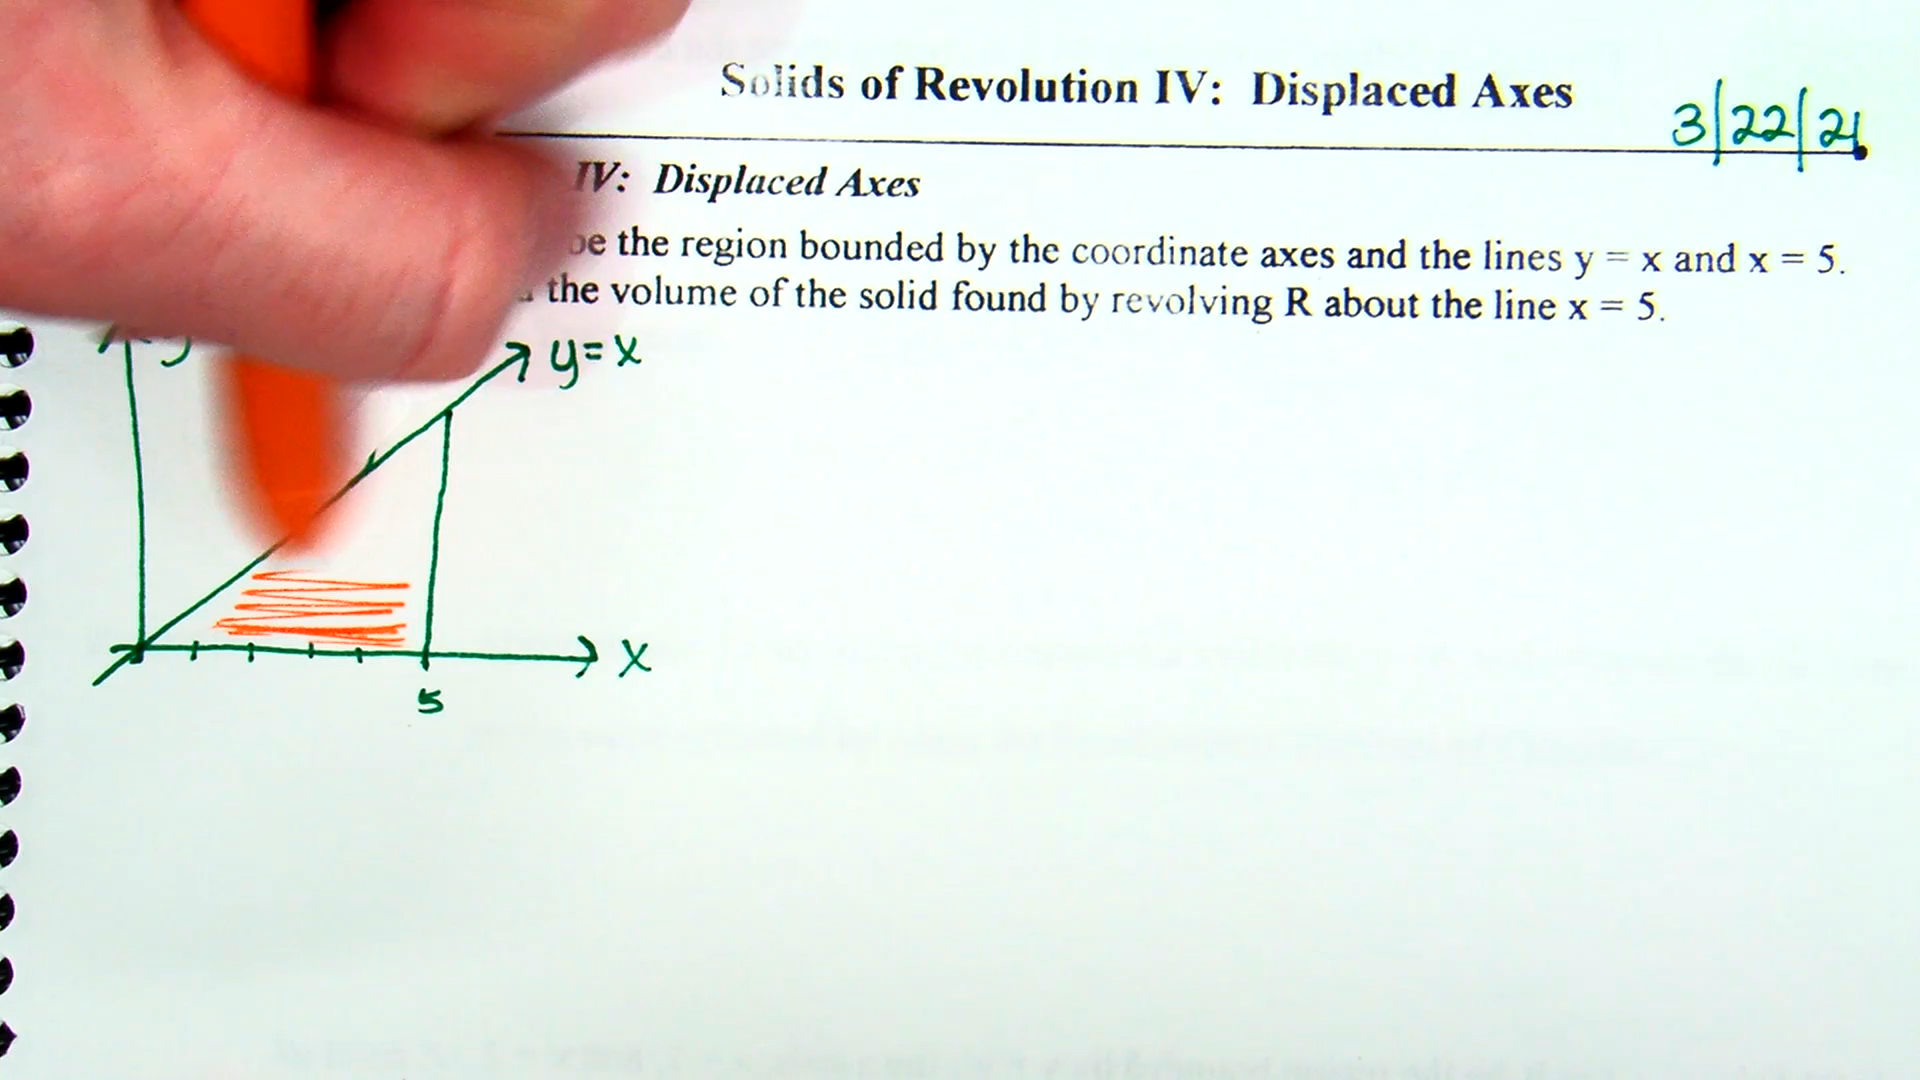 Solids of Revolution IV: Displaced Axes
3/22/21
IV: Displaced Axes
be the region bounded by the coordinate axes and the lines y = x and x = 5.
the volume of the solid found by revolving R about the line x = 5.
y y=x
x
5